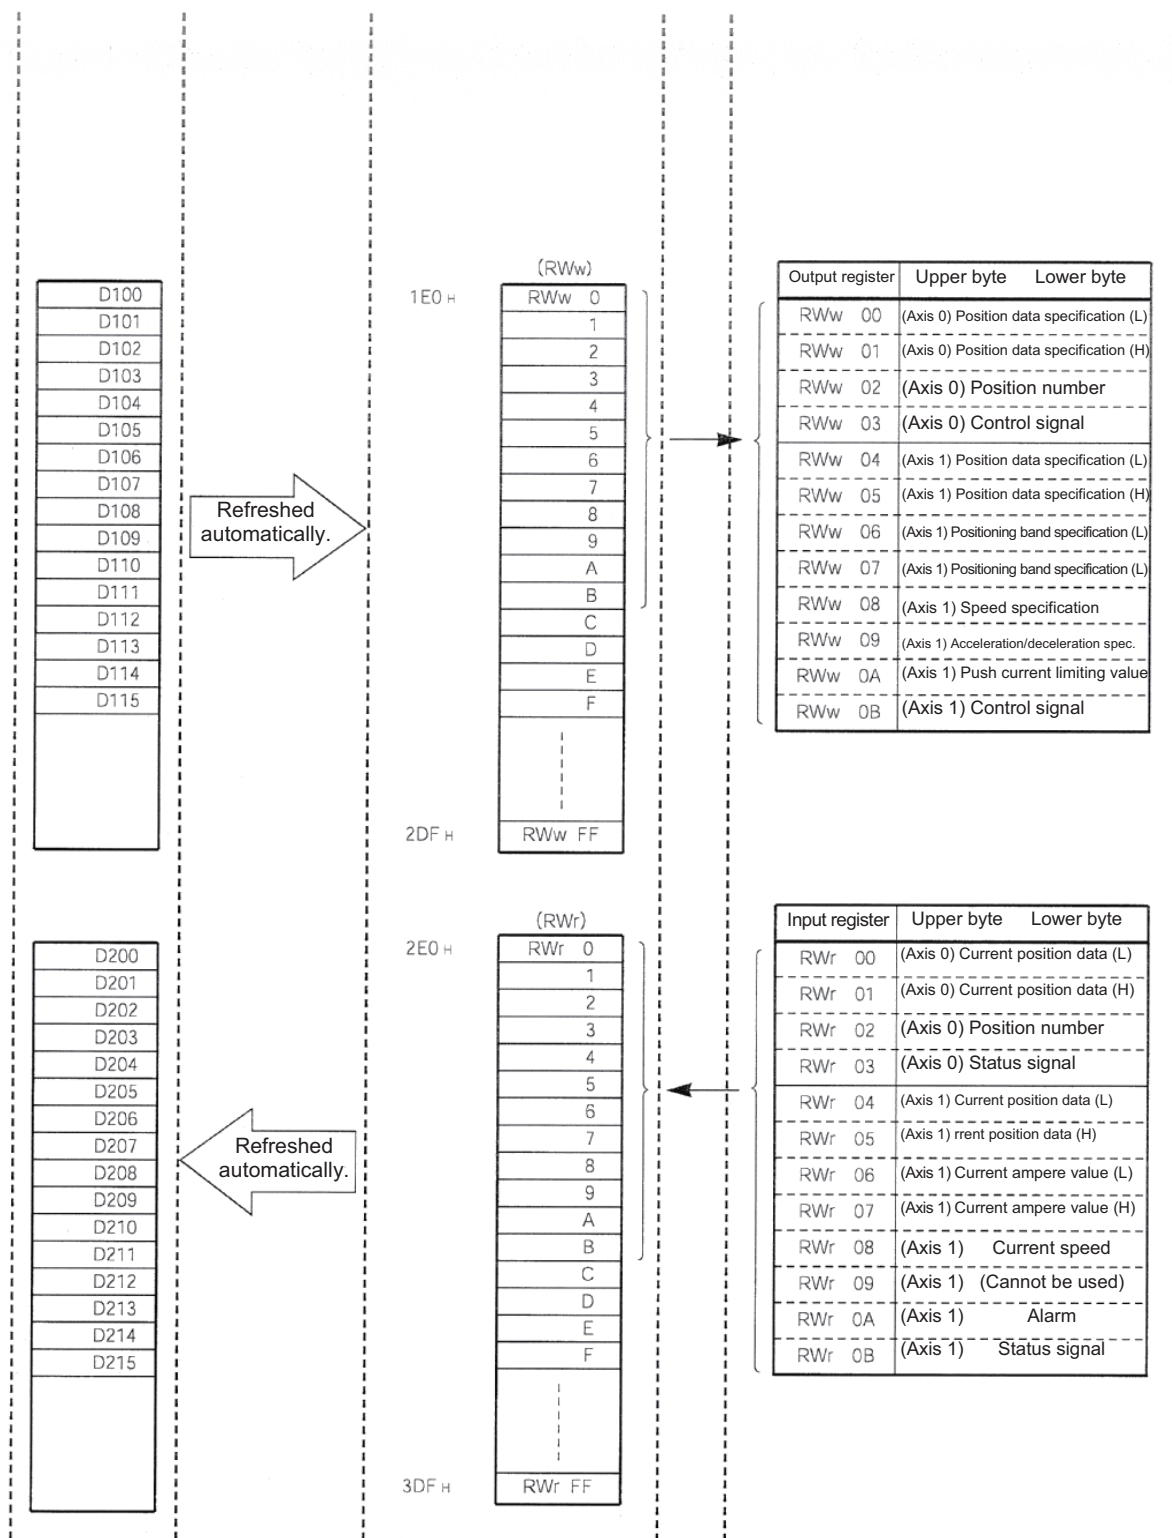 D100
D101
D102
D103
D104
D105
D106
D107
D108
D109
D110
D111
D112
D113
D114
D115
Refreshed
automatically.
1E0 H
2DF H
(RWw)
RWw 0
1
2
3
4
5
6
7
8
9
A
B
C
D
E
F
RWw FF
Output register Upper byte Lower byte
RWw 00 (Axis 0) Position data specification (L)
RWw 01 (Axis 0) Position data specification (H)
RWw 02 (Axis 0) Position number
RWw 03 (Axis 0) Control signal
RWw 04 (Axis 1) Position data specification (L)
RWw 05 (Axis 1) Position data specification (H)
RWw 06 (Axis 1) Positioning band specification (L)
RWw 07 (Axis 1) Positioning band specification (L)
RWw 08 (Axis 1) Speed specification
RWw 09 (Axis 1) Acceleration/deceleration spec.
RWw 0A (Axis 1) Push current limiting value
RWw 0B (Axis 1) Control signal
D200
D201
D202
D203
D204
D205
D206
D207
D208
D209
D210
D211
D212
D213
D214
D215
Refreshed
automatically.
2E0 H
3DF H
(RWr)
RWr 0
1
2
3
4
5
6
7
8
9
A
B
C
D
E
F
RWr FF
Input register Upper byte Lower byte
RWr 00 (Axis 0) Current position data (L)
RWr 01 (Axis 0) Current position data (H)
RWr 02 (Axis 0) Position number
RWr 03 (Axis 0) Status signal
RWr 04 (Axis 1) Current position data (L)
RWr 05 (Axis 1) rrent position data (H)
RWr 06 (Axis 1) Current ampere value (L)
RWr 07 (Axis 1) Current ampere value (H)
RWr 08 (Axis 1) Current speed
RWr 09 (Axis 1) (Cannot be used)
RWr 0A (Axis 1) Alarm
RWr 0B (Axis 1) Status signal